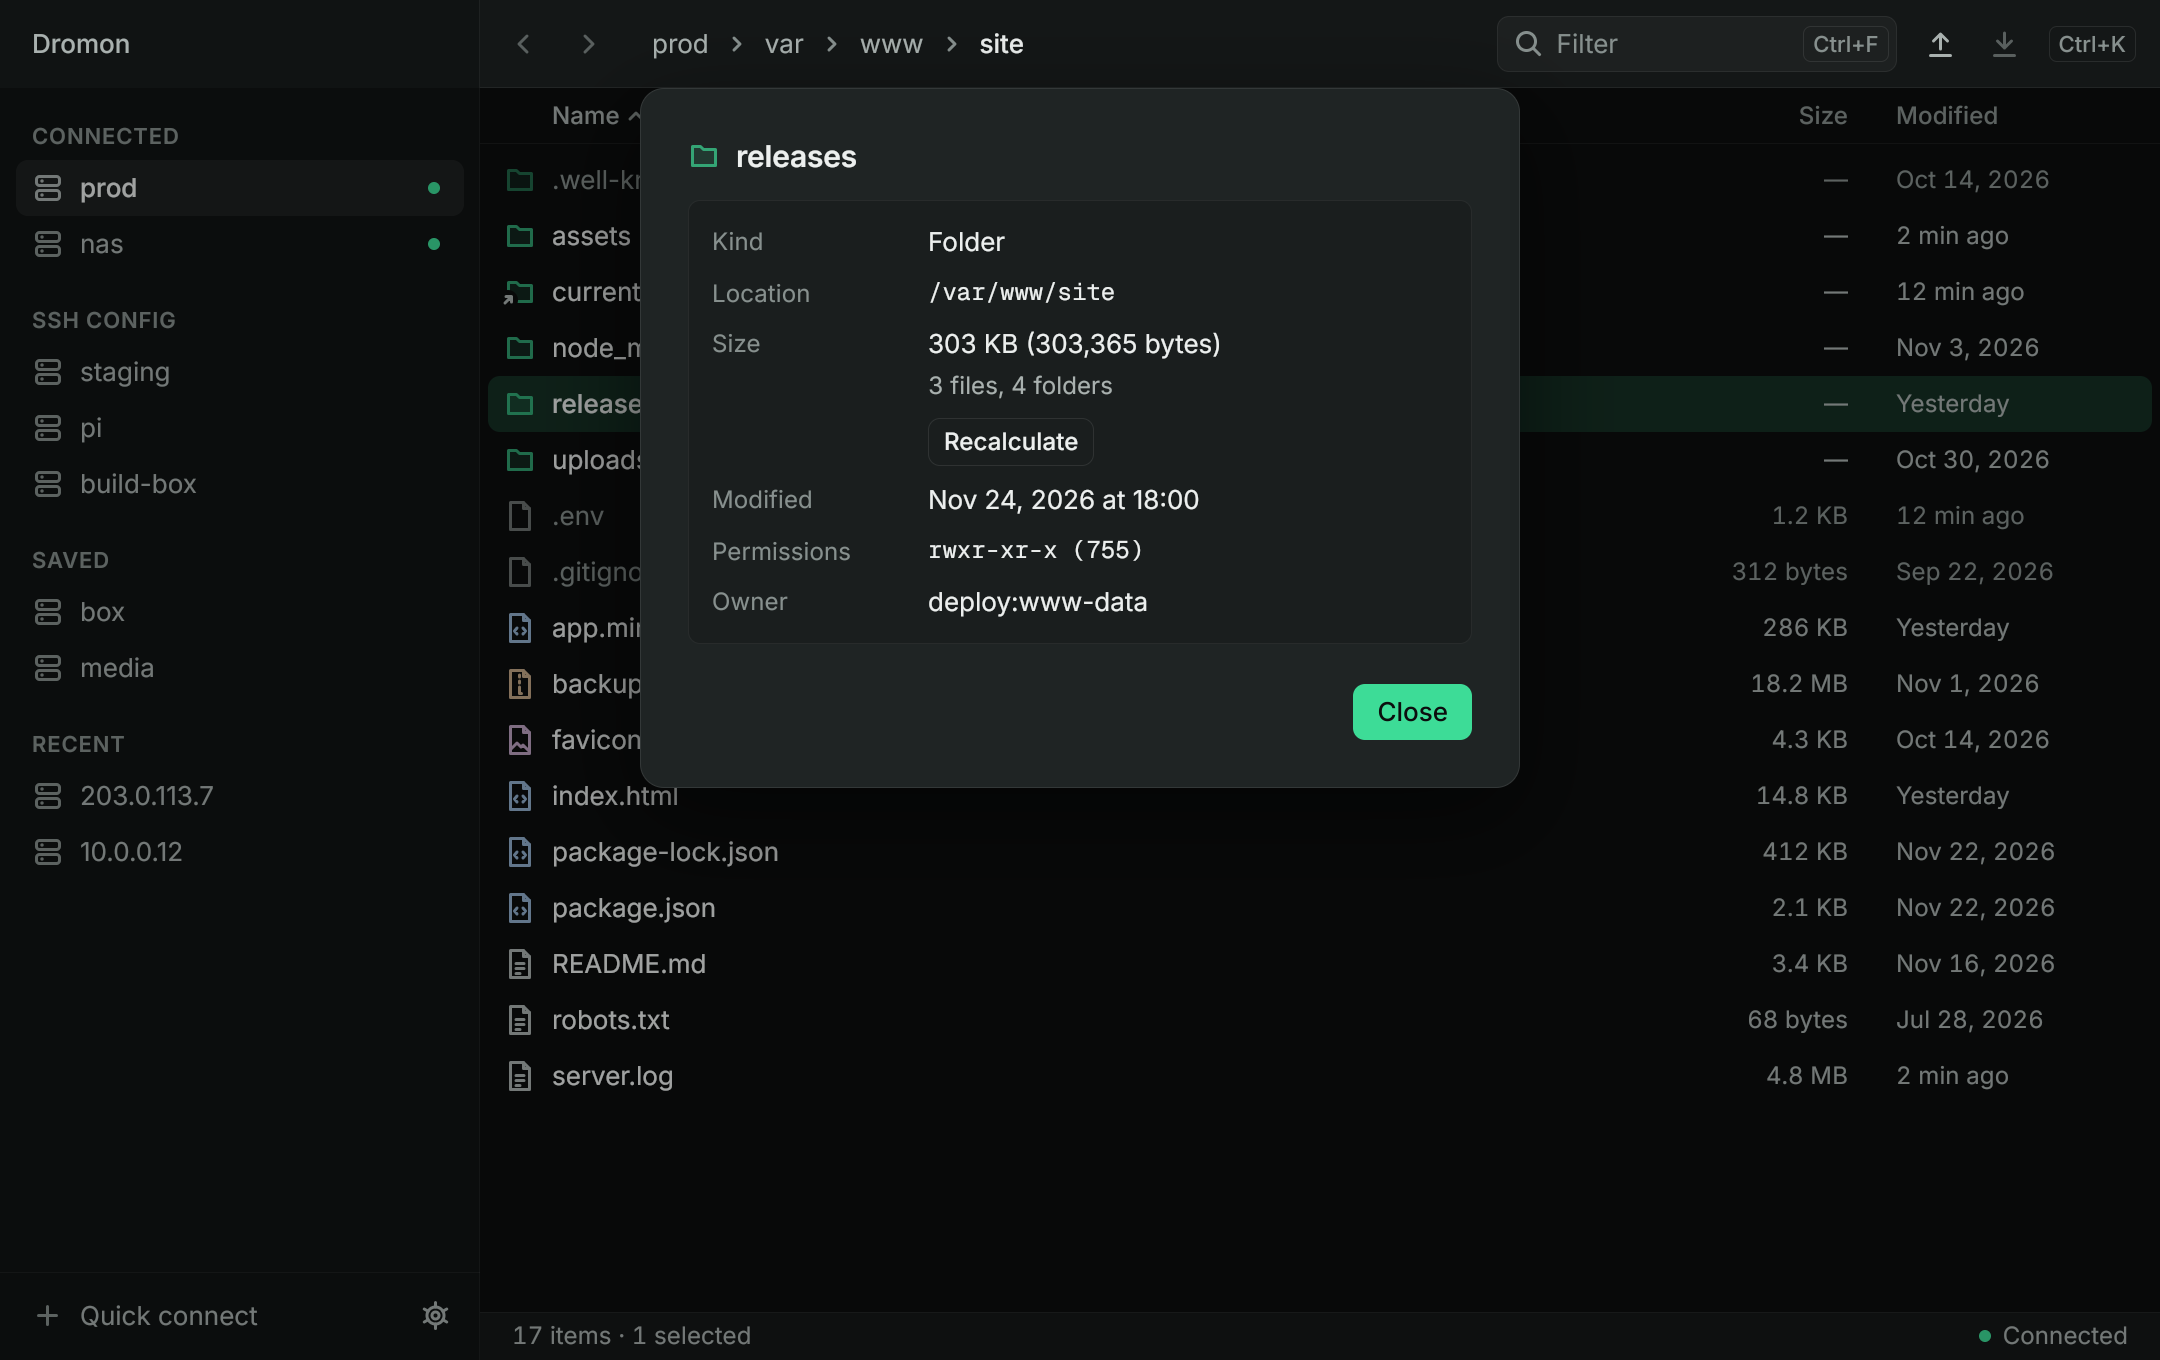 Dromon
prod
var
www
site
Filter
Ctrl+F
Ctrl+K
CONNECTED
prod
nas
SSH CONFIG
staging
pi
build-box
SAVED
box
media
RECENT
203.0.113.7
10.0.0.12
Quick connect
Name Size Modified
.well-kn — Oct 14, 2026
assets — 2 min ago
current — 12 min ago
node_m — Nov 3, 2026
release — Yesterday
uploads — Oct 30, 2026
.env 1.2 KB 12 min ago
.gitigno 312 bytes Sep 22, 2026
app.min 286 KB Yesterday
backup 18.2 MB Nov 1, 2026
favicon 4.3 KB Oct 14, 2026
index.html 14.8 KB Yesterday
package-lock.json 412 KB Nov 22, 2026
package.json 2.1 KB Nov 22, 2026
README.md 3.4 KB Nov 16, 2026
robots.txt 68 bytes Jul 28, 2026
server.log 4.8 MB 2 min ago
releases
Kind Folder
Location /var/www/site
Size 303 KB (303,365 bytes)
3 files, 4 folders
Recalculate
Modified Nov 24, 2026 at 18:00
Permissions rwxr-xr-x (755)
Owner deploy:www-data
Close
17 items · 1 selected
Connected